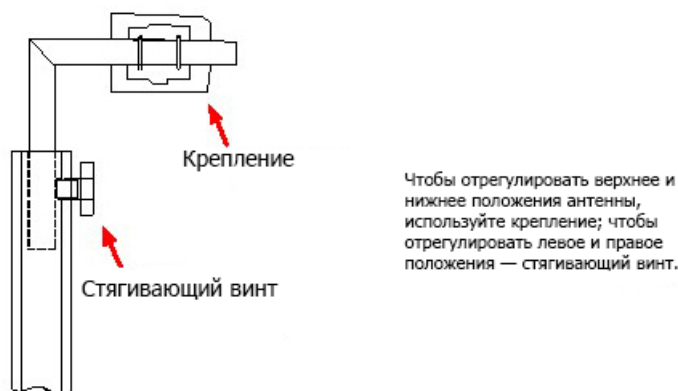 Крепление
Стягивающий винт
Чтобы отрегулировать верхнее и
нижнее положения антенны,
используйте крепление; чтобы
отрегулировать левое и правое
положения — стягивающий винт.